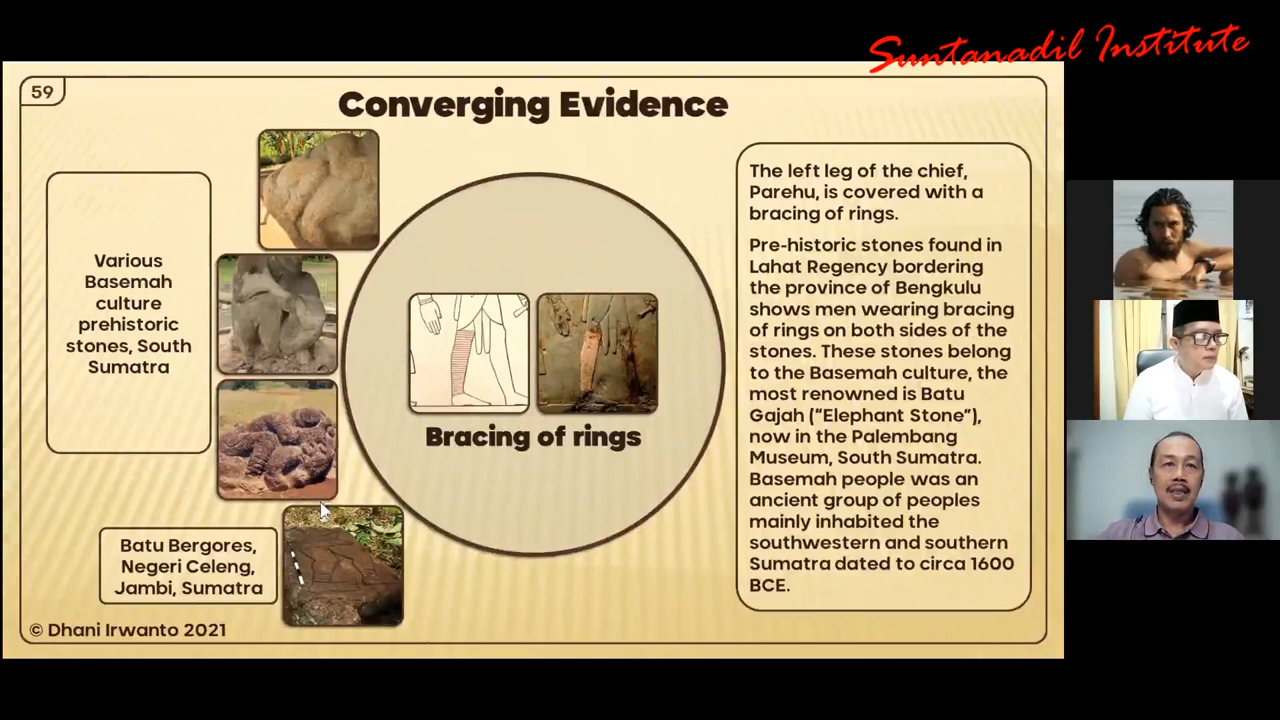 Suntanadil Institute
59
Converging Evidence
Various
Basemah
culture
prehistoric
stones, South
Sumatra
Batu Bergores,
Negeri Celeng,
Jambi, Sumatra
Bracing of rings
The left leg of the chief,
Parehu, is covered with a
bracing of rings.
Pre-historic stones found in
Lahat Regency bordering
the province of Bengkulu
shows men wearing bracing
of rings on both sides of the
stones. These stones belong
to the Basemah culture, the
most renowned is Batu
Gajah (“Elephant Stone”),
now in the Palembang
Museum, South Sumatra.
Basemah people was an
ancient group of peoples
mainly inhabited the
southwestern and southern
Sumatra dated to circa 1600
BCE.
© Dhani Irwanto 2021